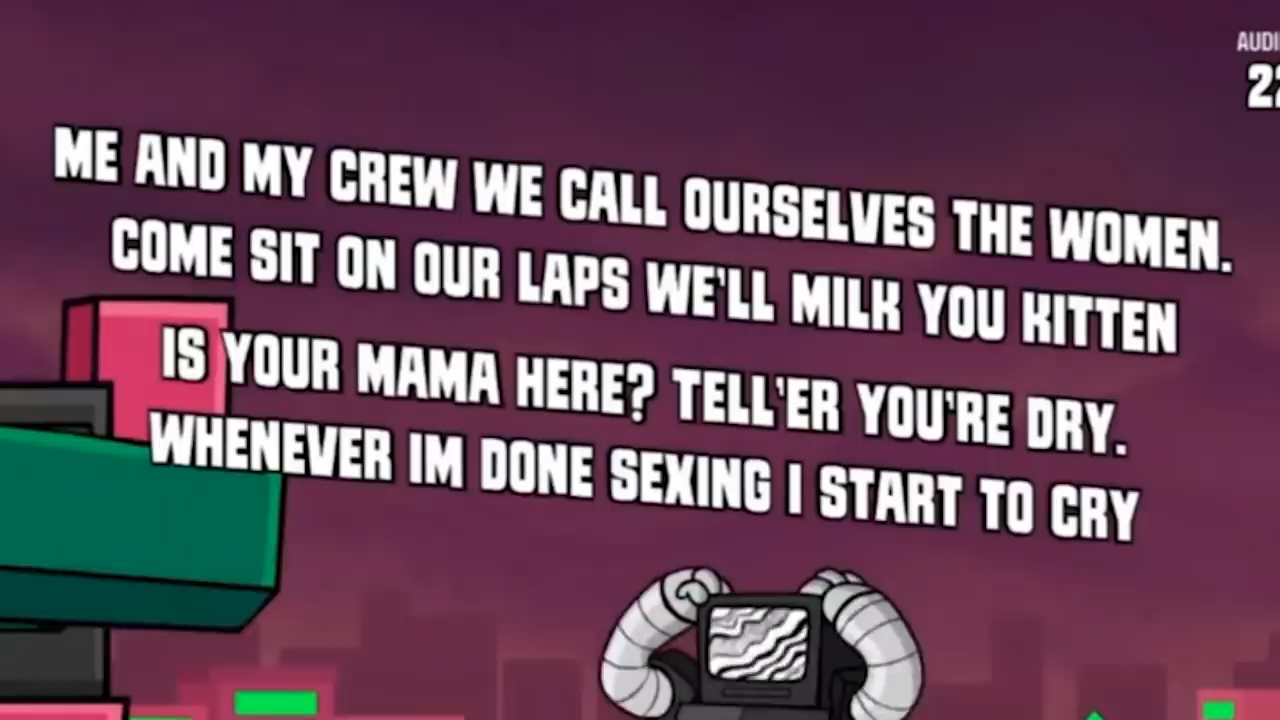 ME AND MY CREW WE CALL OURSELVES THE WOMEN.
COME SIT ON OUR LAPS WE'LL MILK YOU KITTEN
IS YOUR MAMA HERE? TELL'ER YOU'RE DRY.
WHENEVER IM DONE SEXING I START TO CRY